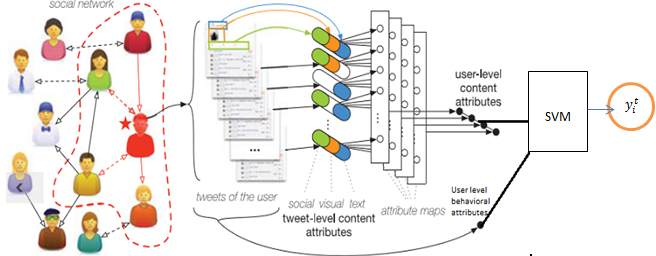 social network
tweets of the user
social visual text
tweet-level content
attributes
attribute maps
user-level
content
attributes
User level
behavioral
attributes
SVM
y_i^t